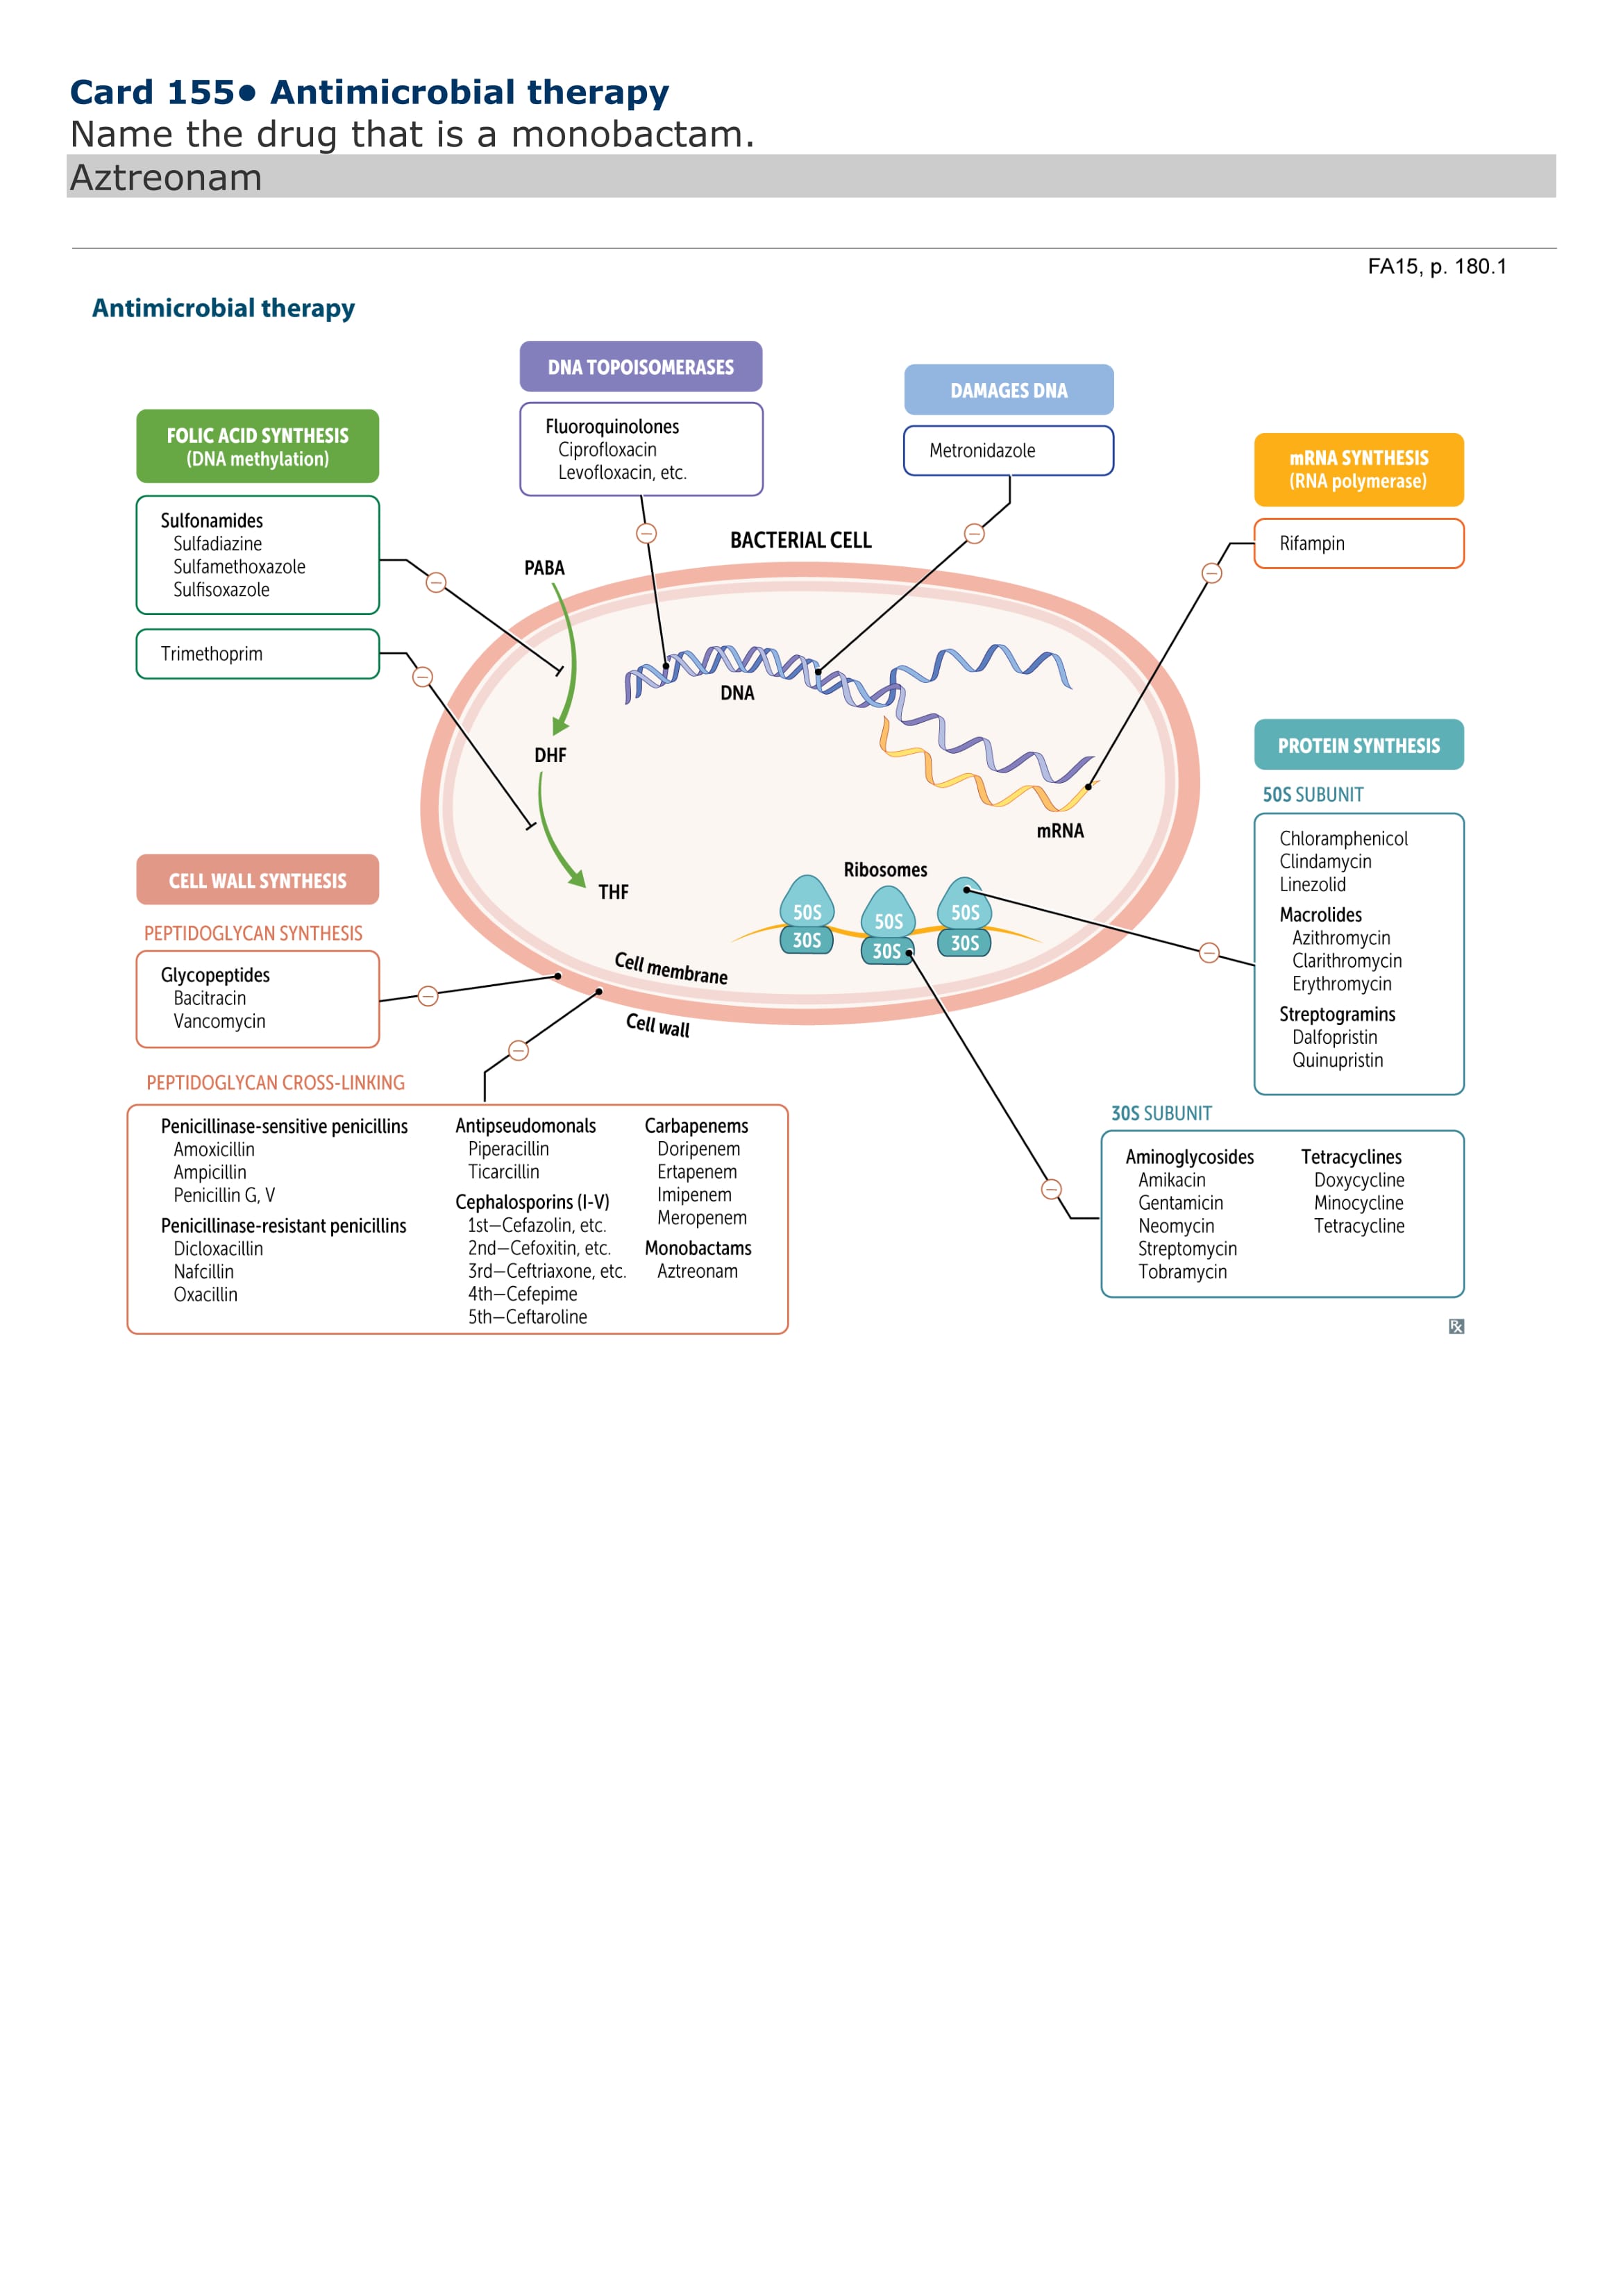 Card 155• Antimicrobial therapy
Name the drug that is a monobactam.
Aztreonam
FA15, p. 180.1
Antimicrobial therapy
DNA TOPOISOMERASES
Fluoroquinolones
Ciprofloxacin
Levofloxacin, etc.
DAMAGES DNA
Metronidazole
FOLIC ACID SYNTHESIS
(DNA methylation)
Sulfonamides
Sulfadiazine
Sulfamethoxazole
Sulfisoxazole
Trimethoprim
mRNA SYNTHESIS
(RNA polymerase)
Rifampin
BACTERIAL CELL
PABA
DNA
DHF
mRNA
THF
Ribosomes
50S
30S
50S
30S
50S
30S
Cell membrane
Cell wall
PROTEIN SYNTHESIS
50S SUBUNIT
Chloramphenicol
Clindamycin
Linezolid
Macrolides
Azithromycin
Clarithromycin
Erythromycin
Streptogramins
Dalfopristin
Quinupristin
CELL WALL SYNTHESIS
PEPTIDOGLYCAN SYNTHESIS
Glycopeptides
Bacitracin
Vancomycin
PEPTIDOGLYCAN CROSS-LINKING
Penicillinase-sensitive penicillins
Amoxicillin
Ampicillin
Penicillin G, V
Penicillinase-resistant penicillins
Dicloxacillin
Nafcillin
Oxacillin
Antipseudomonals
Piperacillin
Ticarcillin
Cephalosporins (I-V)
1st—Cefazolin, etc.
2nd—Cefoxitin, etc.
3rd—Ceftriaxone, etc.
4th—Cefepime
5th—Ceftaroline
Carbapenems
Doripenem
Ertapenem
Imipenem
Meropenem
Monobactams
Aztreonam
30S SUBUNIT
Aminoglycosides
Amikacin
Gentamicin
Neomycin
Streptomycin
Tobramycin
Tetracyclines
Doxycycline
Minocycline
Tetracycline
Rx